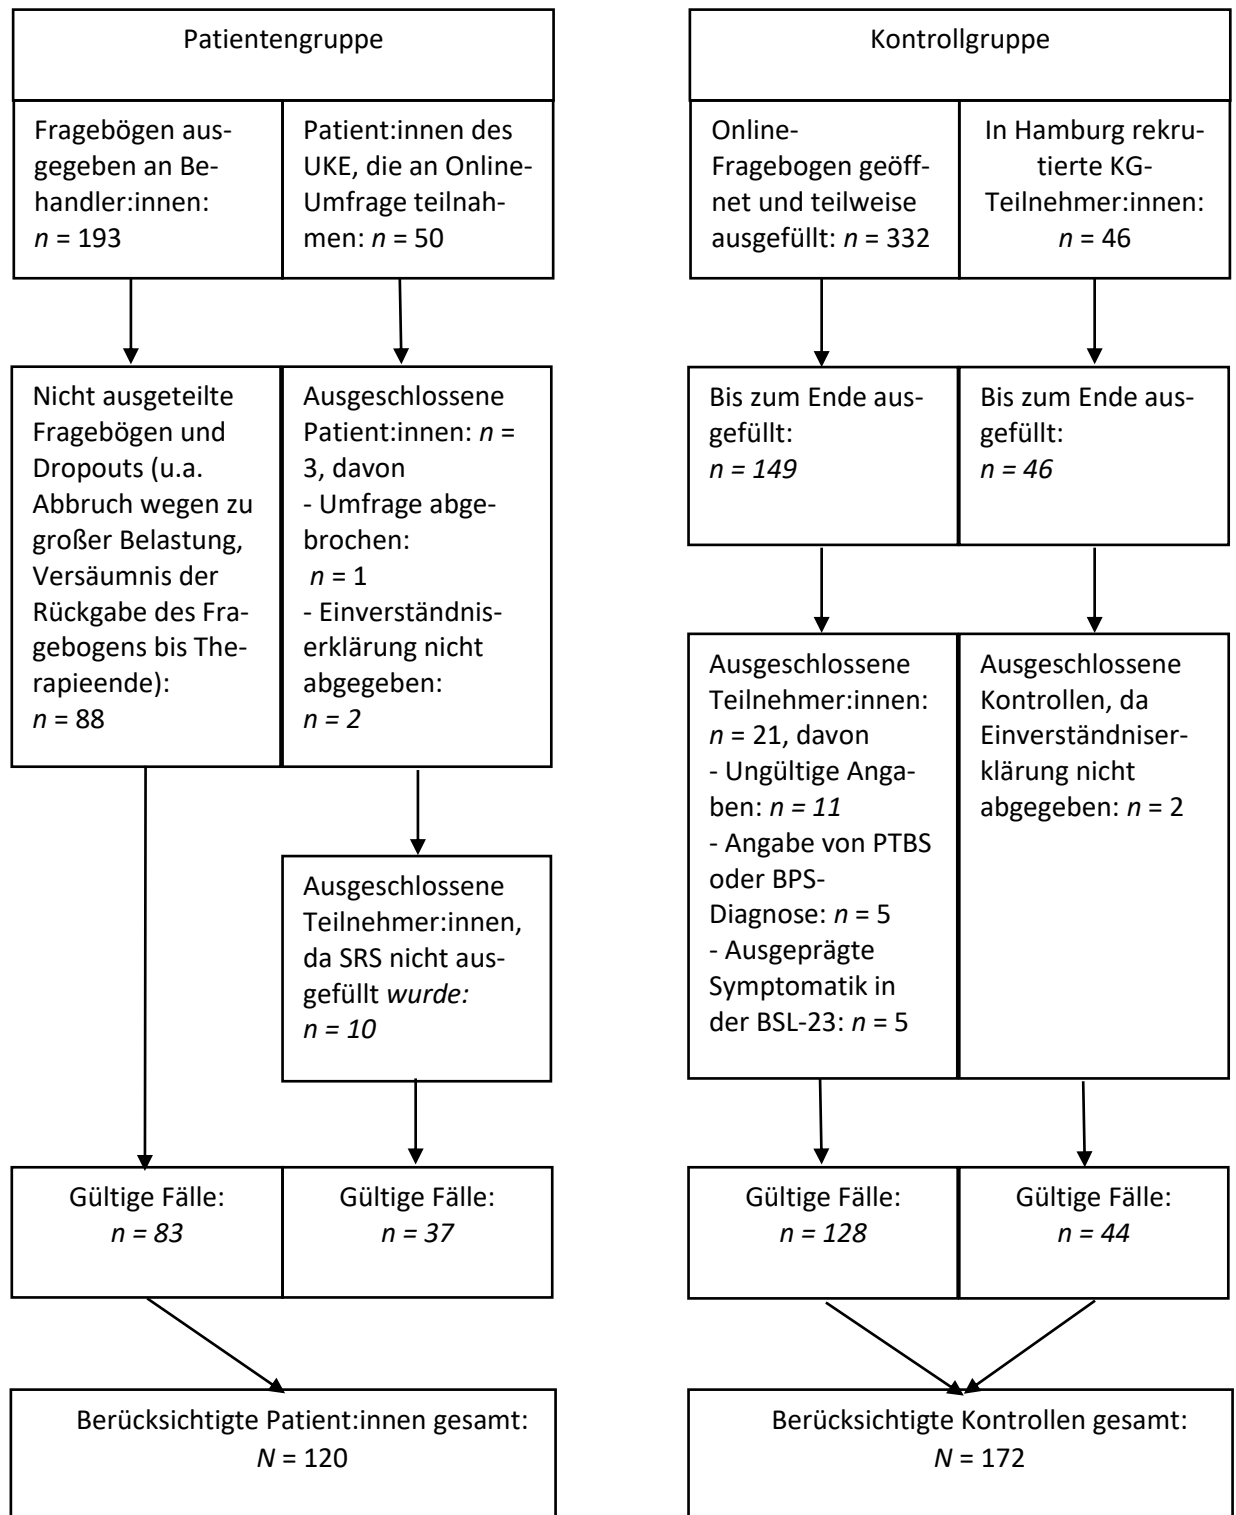 Patientengruppe
Fragebögen aus-
gegeben an Be-
handler:innen:
n = 193
Patient:innen des
UKE, die an Online-
Umfrage teilnah-
men: n = 50
Nicht ausgeteilte
Fragebögen und
Dropouts (u.a.
Abbruch wegen zu
großer Belastung,
Versäumnis der
Rückgabe des Fra-
gebogens bis The-
rapieende):
n = 88
Ausgeschlossene
Patient:innen: n =
3, davon
- Umfrage abge-
brochen:
n = 1
- Einverständnis-
erklärung nicht
abgegeben:
n = 2
Ausgeschlossene
Teilnehmer:innen,
da SRS nicht aus-
gefüllt wurde:
n = 10
Gültige Fälle:
n = 83
Gültige Fälle:
n = 37
Berücksichtigte Patient:innen gesamt:
N = 120
Kontrollgruppe
Online-
Fragebogen geöff-
net und teilweise
ausgefüllt: n = 332
In Hamburg rekru-
tierte KG-
Teilnehmer:innen:
n = 46
Bis zum Ende aus-
gefüllt:
n = 149
Bis zum Ende aus-
gefüllt:
n = 46
Ausgeschlossene
Teilnehmer:innen:
n = 21, davon
- Ungültige Anga-
ben: n = 11
- Angabe von PTBS
oder BPS-
Diagnose: n = 5
- Ausgeprägte
Symptomatik in
der BSL-23: n = 5
Ausgeschlossene
Kontrollen, da
Einverständniser-
klärung nicht
abgegeben: n = 2
Gültige Fälle:
n = 128
Gültige Fälle:
n = 44
Berücksichtigte Kontrollen gesamt:
N = 172